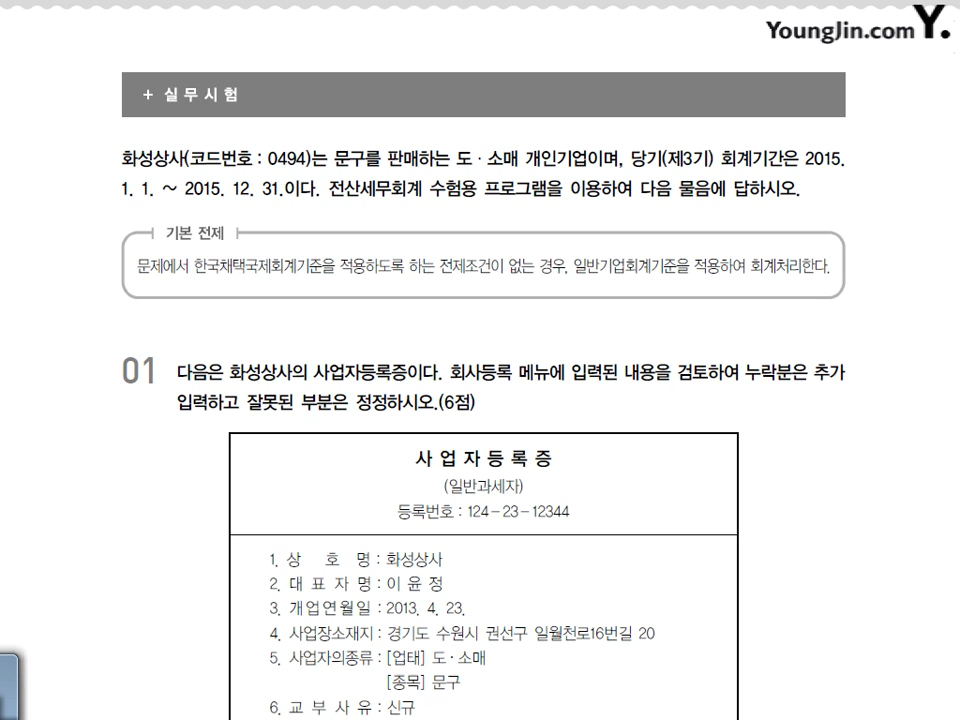 YoungJin.com Y.
+ 실무시험
화성상사(코드번호 : 0494)는 문구를 판매하는 도 · 소매 개인기업이며, 당기(제3기) 회계기간은 2015.
1. 1. ~ 2015. 12. 31.이다. 전산세무회계 수험용 프로그램을 이용하여 다음 물음에 답하시오.
기본 전제
문제에서 한국채택국제회계기준을 적용하도록 하는 전제조건이 없는 경우, 일반기업회계기준을 적용하여 회계처리한다.
01 다음은 화성상사의 사업자등록증이다. 회사등록 메뉴에 입력된 내용을 검토하여 누락분은 추가
입력하고 잘못된 부분은 정정하시오.(6점)
사 업 자 등 록 증
(일반과세자)
등록번호 : 124-23-12344
1. 상 호 명 : 화성상사
2. 대 표 자 명 : 이 윤 정
3. 개업연월일 : 2013. 4. 23.
4. 사업장소재지 : 경기도 수원시 권선구 일월천로16번길 20
5. 사업자의종류 : [업태] 도 · 소매
[종목] 문구
6. 교 부 사 유 : 신규